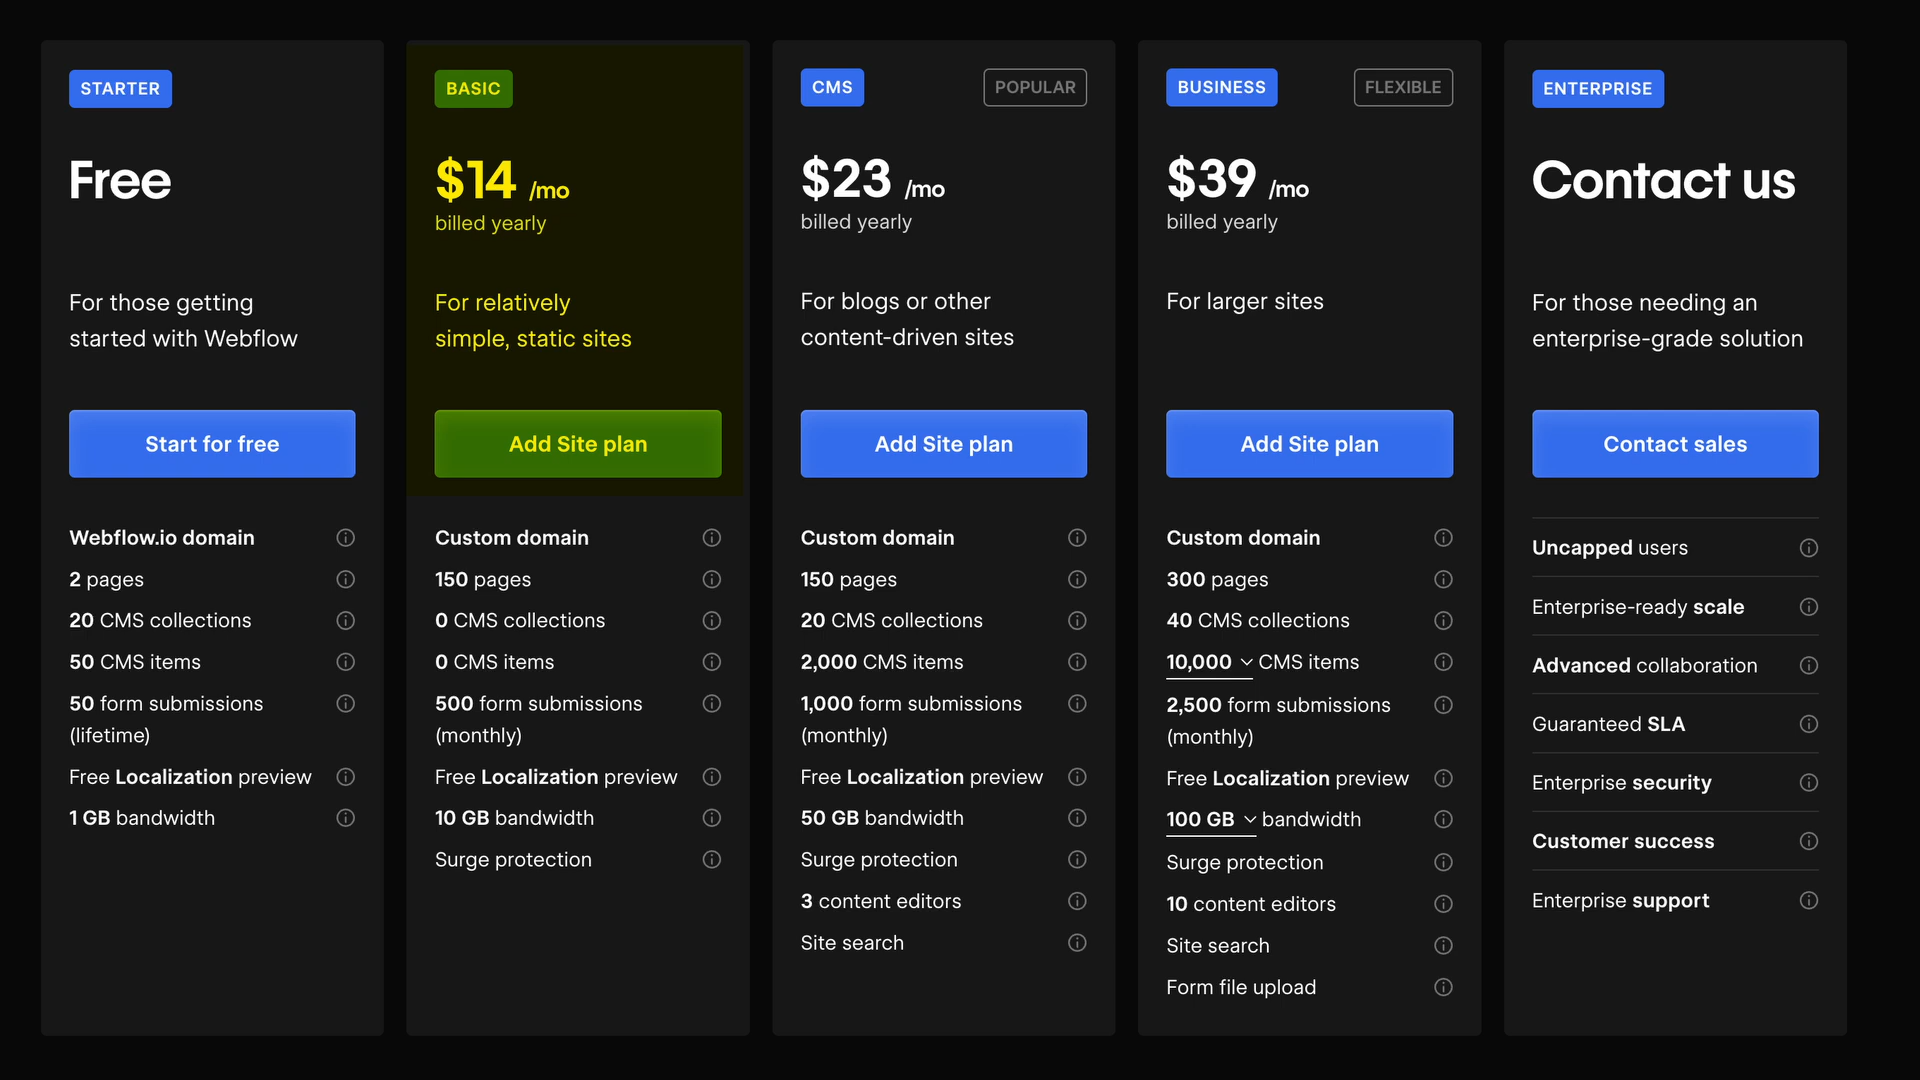 STARTER
Free
For those getting
started with Webflow
Start for free
Webflow.io domain
2 pages
20 CMS collections
50 CMS items
50 form submissions
(lifetime)
Free Localization preview
1 GB bandwidth
BASIC
$14 /mo
billed yearly
For relatively
simple, static sites
Add Site plan
Custom domain
150 pages
0 CMS collections
0 CMS items
500 form submissions
(monthly)
Free Localization preview
10 GB bandwidth
Surge protection
CMS
POPULAR
$23 /mo
billed yearly
For blogs or other
content-driven sites
Add Site plan
Custom domain
150 pages
20 CMS collections
2,000 CMS items
1,000 form submissions
(monthly)
Free Localization preview
50 GB bandwidth
Surge protection
3 content editors
Site search
BUSINESS
FLEXIBLE
$39 /mo
billed yearly
For larger sites
Add Site plan
Custom domain
300 pages
40 CMS collections
10,000 CMS items
2,500 form submissions
(monthly)
Free Localization preview
100 GB bandwidth
Surge protection
10 content editors
Site search
Form file upload
ENTERPRISE
Contact us
For those needing an
enterprise-grade solution
Contact sales
Uncapped users
Enterprise-ready scale
Advanced collaboration
Guaranteed SLA
Enterprise security
Customer success
Enterprise support